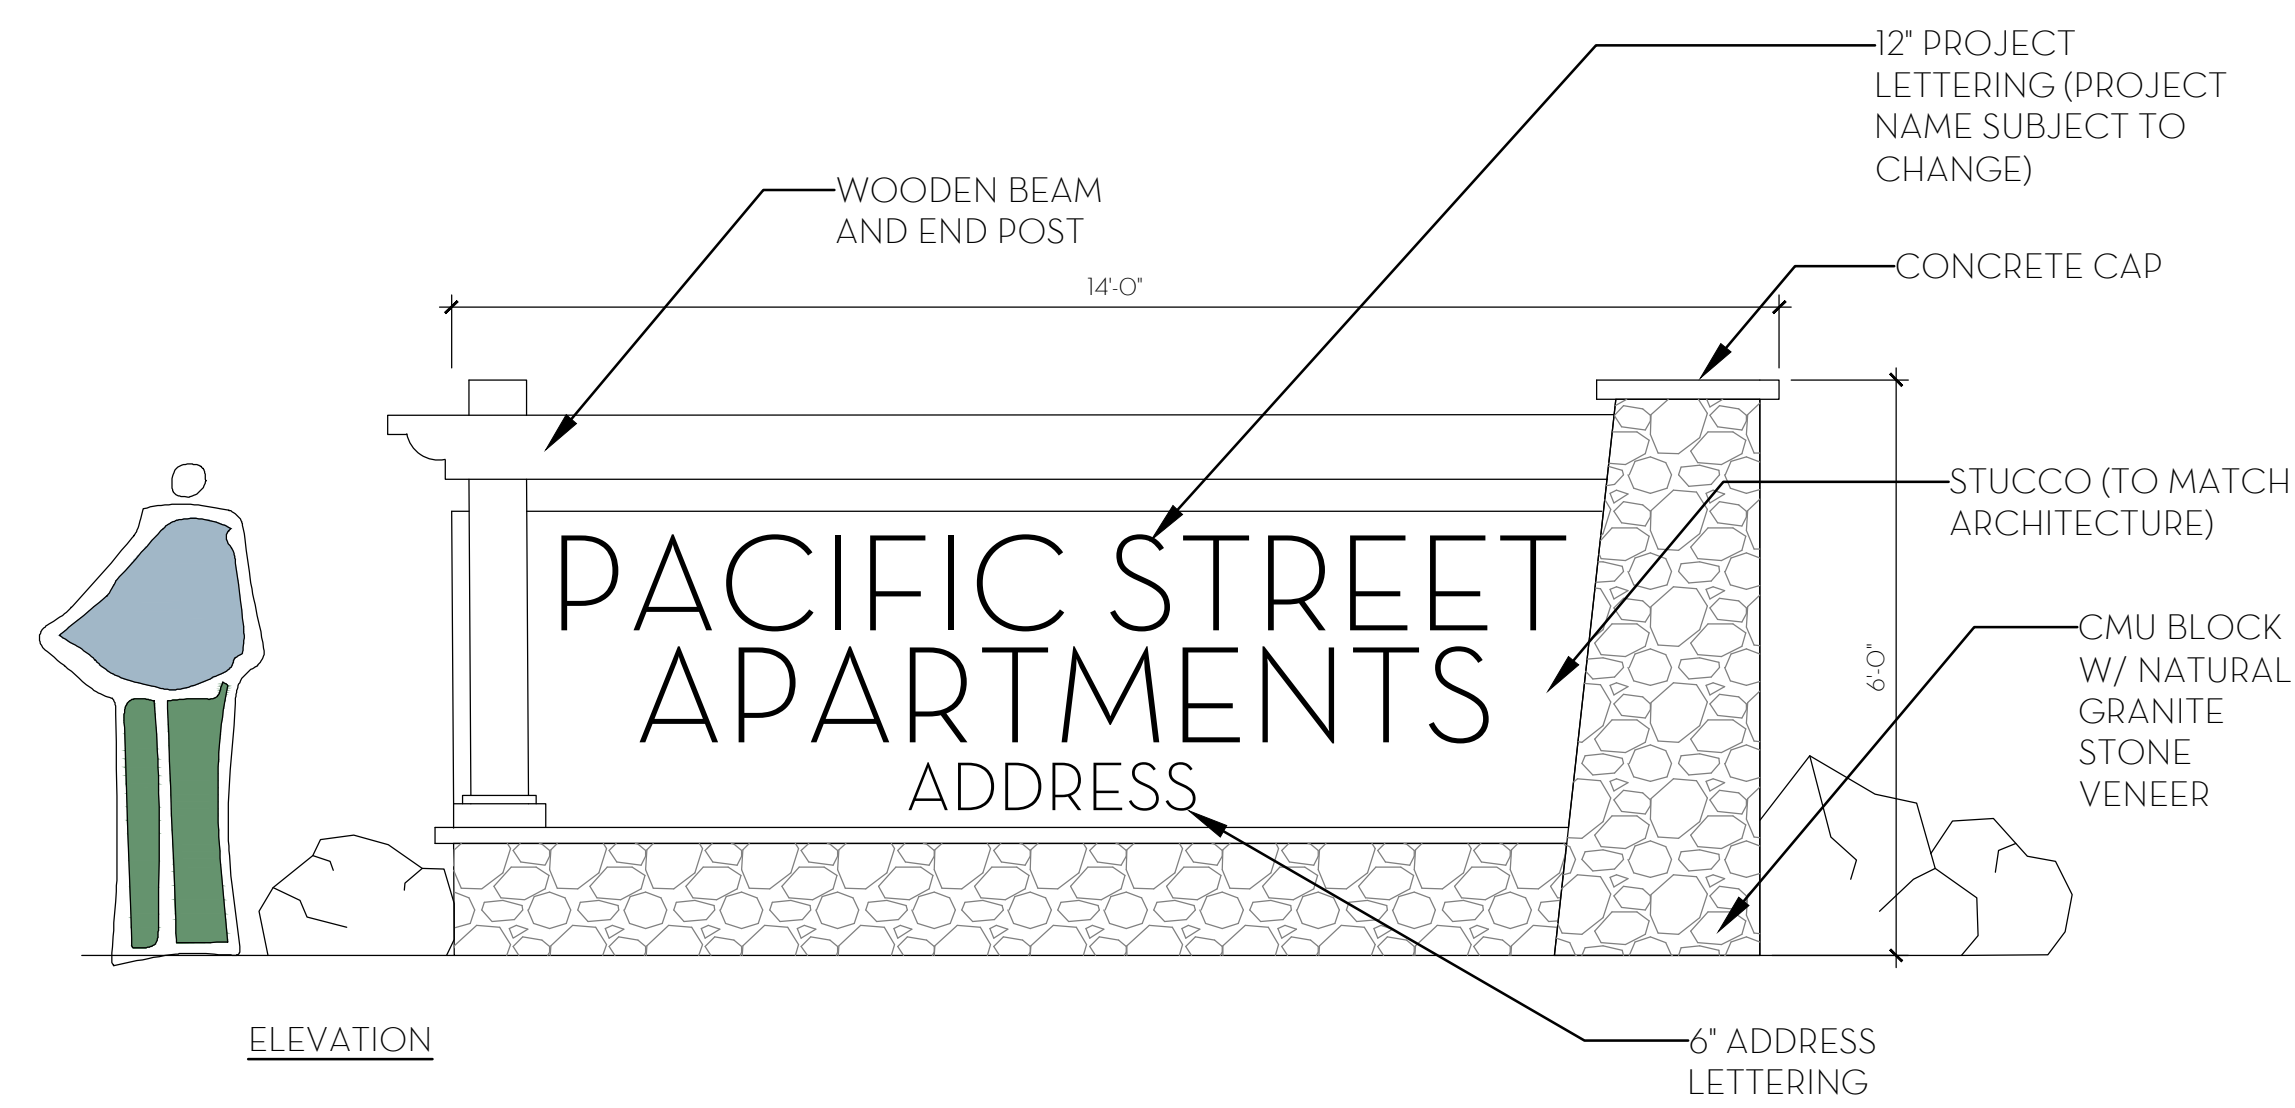 12" PROJECT
LETTERING (PROJECT
NAME SUBJECT TO
CHANGE)
WOODEN BEAM
AND END POST
CONCRETE CAP
14'-0"
STUCCO (TO MATCH
ARCHITECTURE)
PACIFIC STREET
APARTMENTS
ADDRESS
6'-0"
CMU BLOCK
W/ NATURAL
GRANITE
STONE
VENEER
ELEVATION
6" ADDRESS
LETTERING